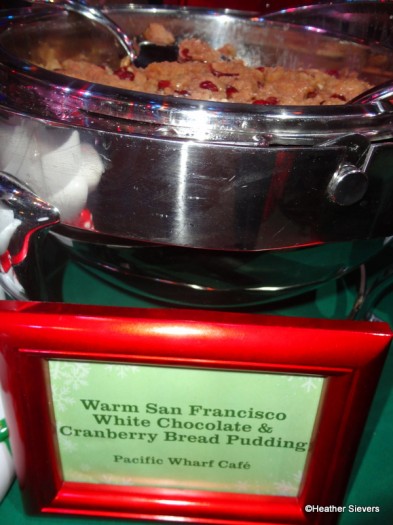 Warm San Francisco
White Chocolate &
Cranberry Bread Pudding
Pacific Wharf Café
©Heather Sievers